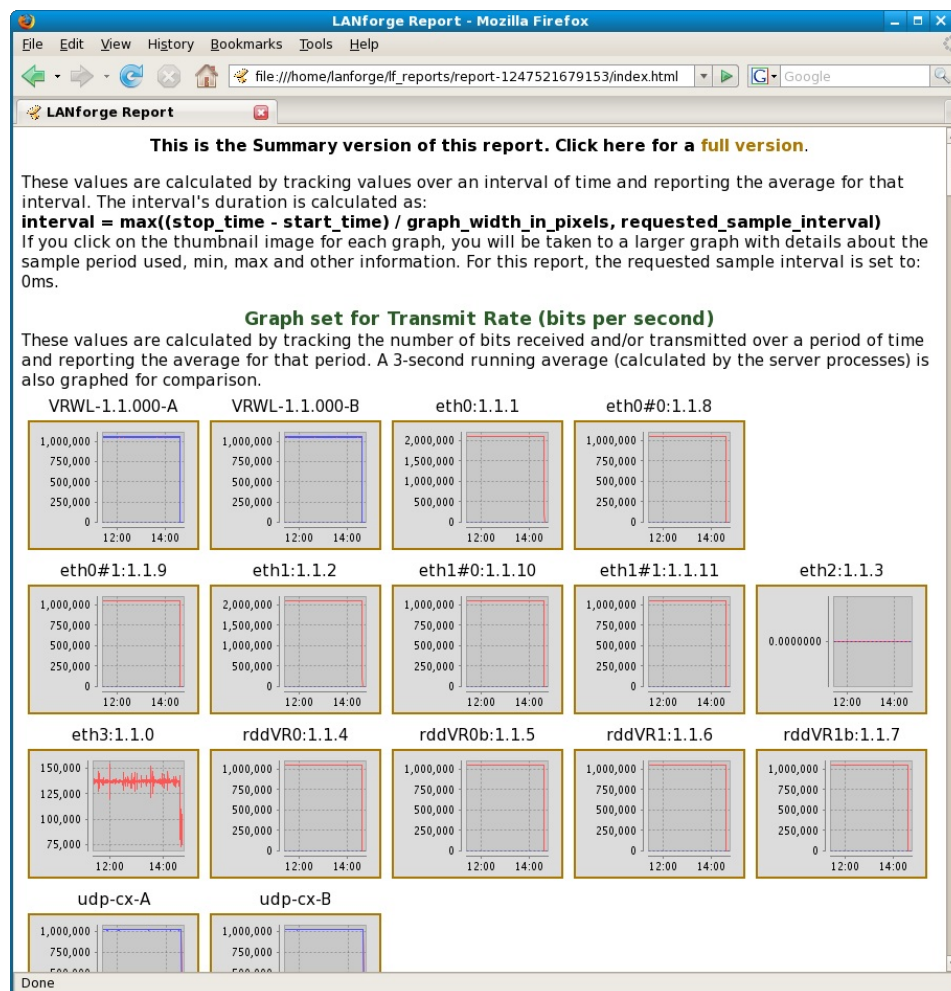 LANforge Report - Mozilla Firefox
File Edit View History Bookmarks Tools Help
file:///home/lanforge/lf_reports/report-1247521679153/index.html
G Google
LANforge Report
This is the Summary version of this report. Click here for a full version.
These values are calculated by tracking values over an interval of time and reporting the average for that
interval. The interval's duration is calculated as:
interval = max((stop_time - start_time) / graph_width_in_pixels, requested_sample_interval)
If you click on the thumbnail image for each graph, you will be taken to a larger graph with details about the
sample period used, min, max and other information. For this report, the requested sample interval is set to:
0ms.
Graph set for Transmit Rate (bits per second)
These values are calculated by tracking the number of bits received and/or transmitted over a period of time
and reporting the average for that period. A 3-second running average (calculated by the server processes) is
also graphed for comparison.
VRWL-1.1.000-A VRWL-1.1.000-B eth0:1.1.1 eth0#0:1.1.8
1,000,000 1,000,000 2,000,000 1,000,000
750,000 750,000 1,500,000 750,000
500,000 500,000 1,000,000 500,000
250,000 250,000 500,000 250,000
0 0 0 0
12:00 14:00 12:00 14:00 12:00 14:00 12:00 14:00
eth0#1:1.1.9 eth1:1.1.2 eth1#0:1.1.10 eth1#1:1.1.11 eth2:1.1.3
1,000,000 2,000,000 1,000,000 1,000,000
750,000 1,500,000 750,000 750,000
500,000 1,000,000 500,000 500,000 0.0000000
250,000 500,000 250,000 250,000
0 0 0 0
12:00 14:00 12:00 14:00 12:00 14:00 12:00 14:00 12:00 14:00
eth3:1.1.0 rddVR0:1.1.4 rddVR0b:1.1.5 rddVR1:1.1.6 rddVR1b:1.1.7
150,000 1,000,000 1,000,000 1,000,000 1,000,000
125,000 750,000 750,000 750,000 750,000
100,000 500,000 500,000 500,000 500,000
75,000 250,000 250,000 250,000 250,000
0 0 0 0
12:00 14:00 12:00 14:00 12:00 14:00 12:00 14:00 12:00 14:00
udp-cx-A udp-cx-B
1,000,000 1,000,000
750,000 750,000
Done